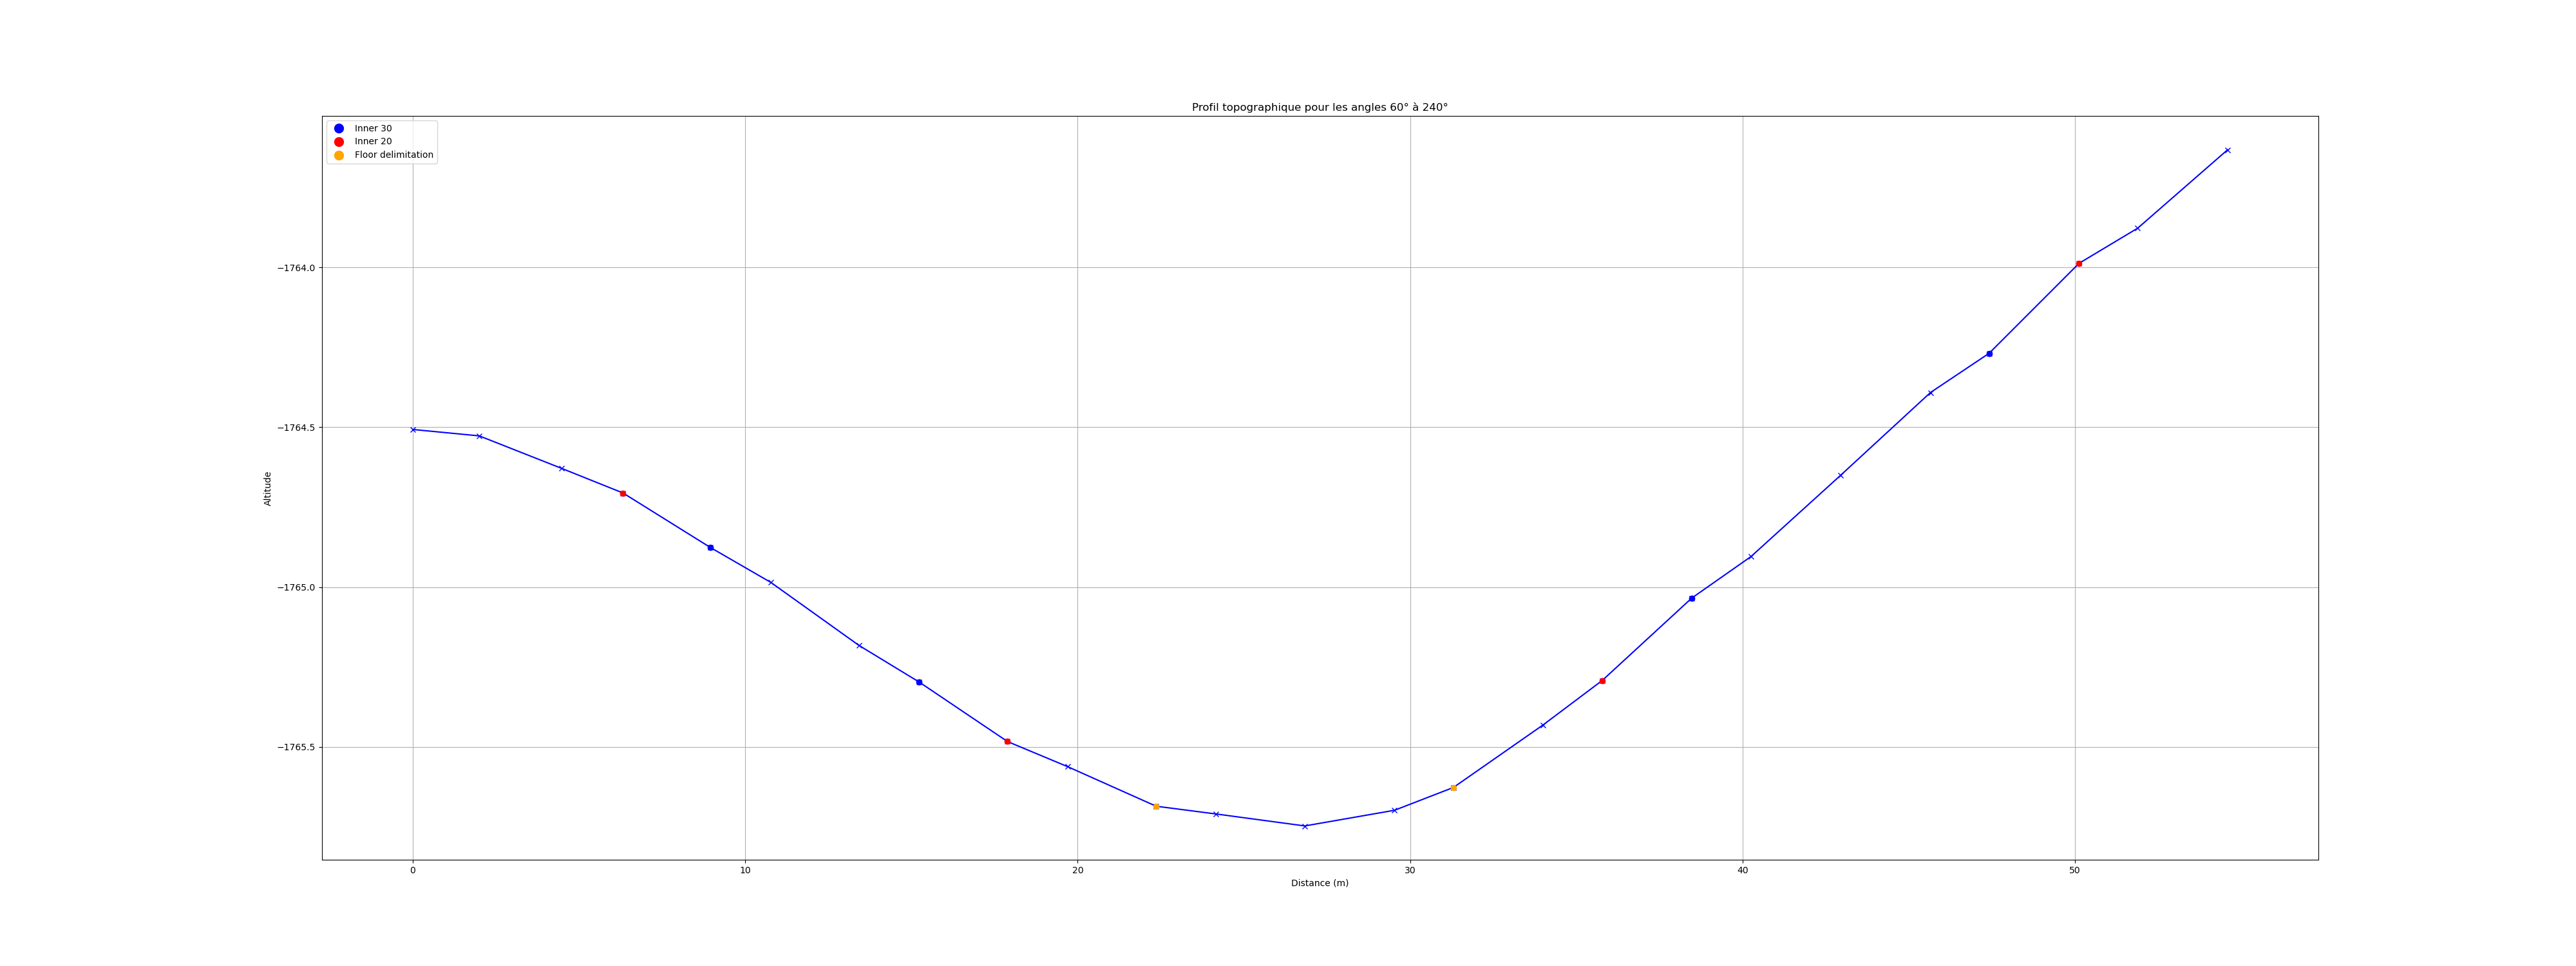 Profil topographique pour les angles 60° à 240°
Inner 30
Inner 20
Floor delimitation
−1764.0
−1764.5
−1765.0
−1765.5
Altitude
0 10 20 30 40 50
Distance (m)